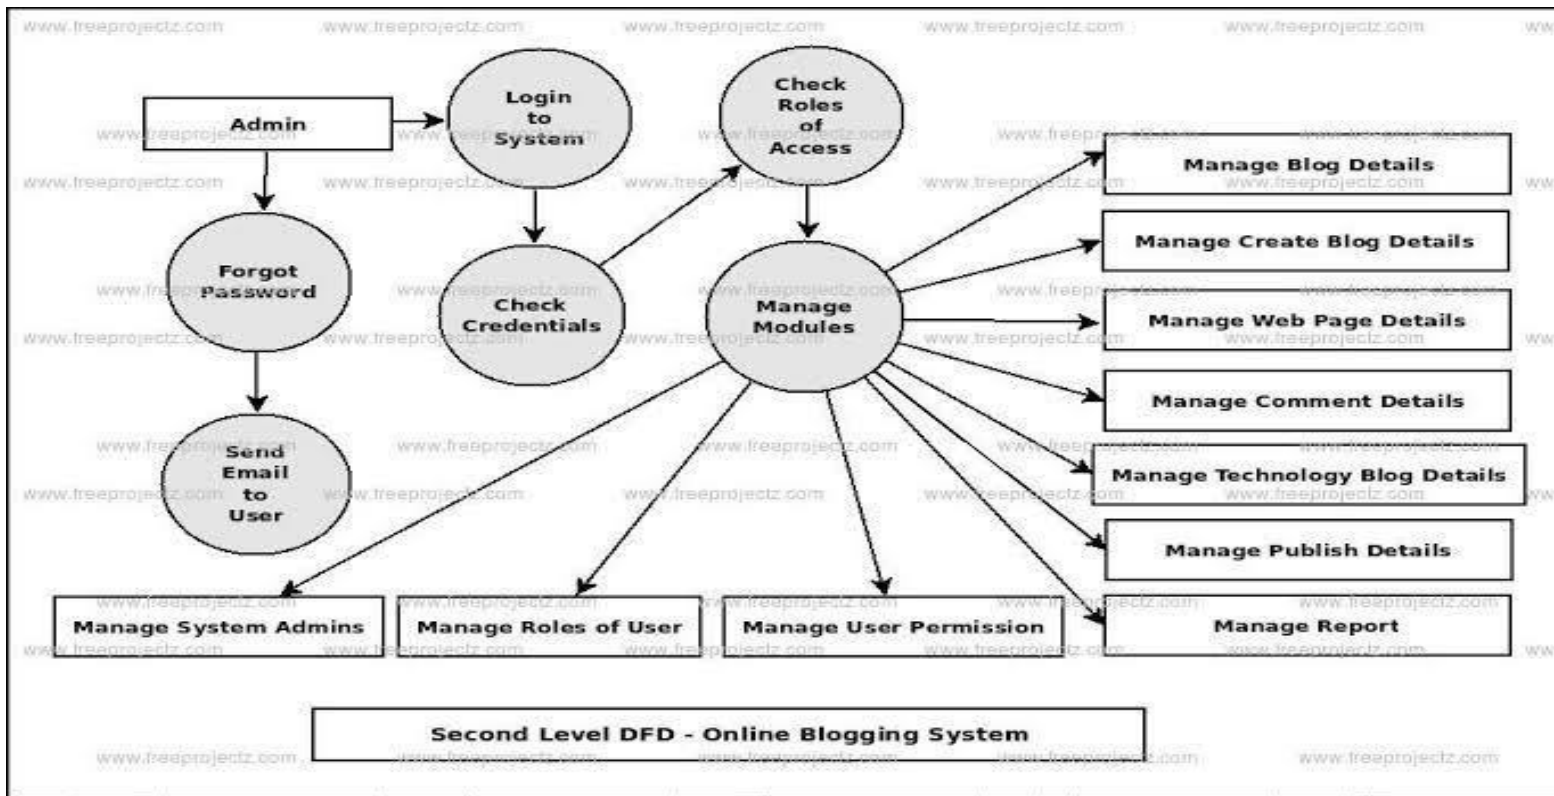 Admin
Login
to
System
Check
Roles
of
Access
Manage Blog Details
Forgot
Password
Check
Credentials
Manage
Modules
Manage Create Blog Details
Manage Web Page Details
Manage Comment Details
Send
Email
to
User
Manage Technology Blog Details
Manage Publish Details
Manage System Admins
Manage Roles of User
Manage User Permission
Manage Report
Second Level DFD - Online Blogging System
www.freeprojectz.com